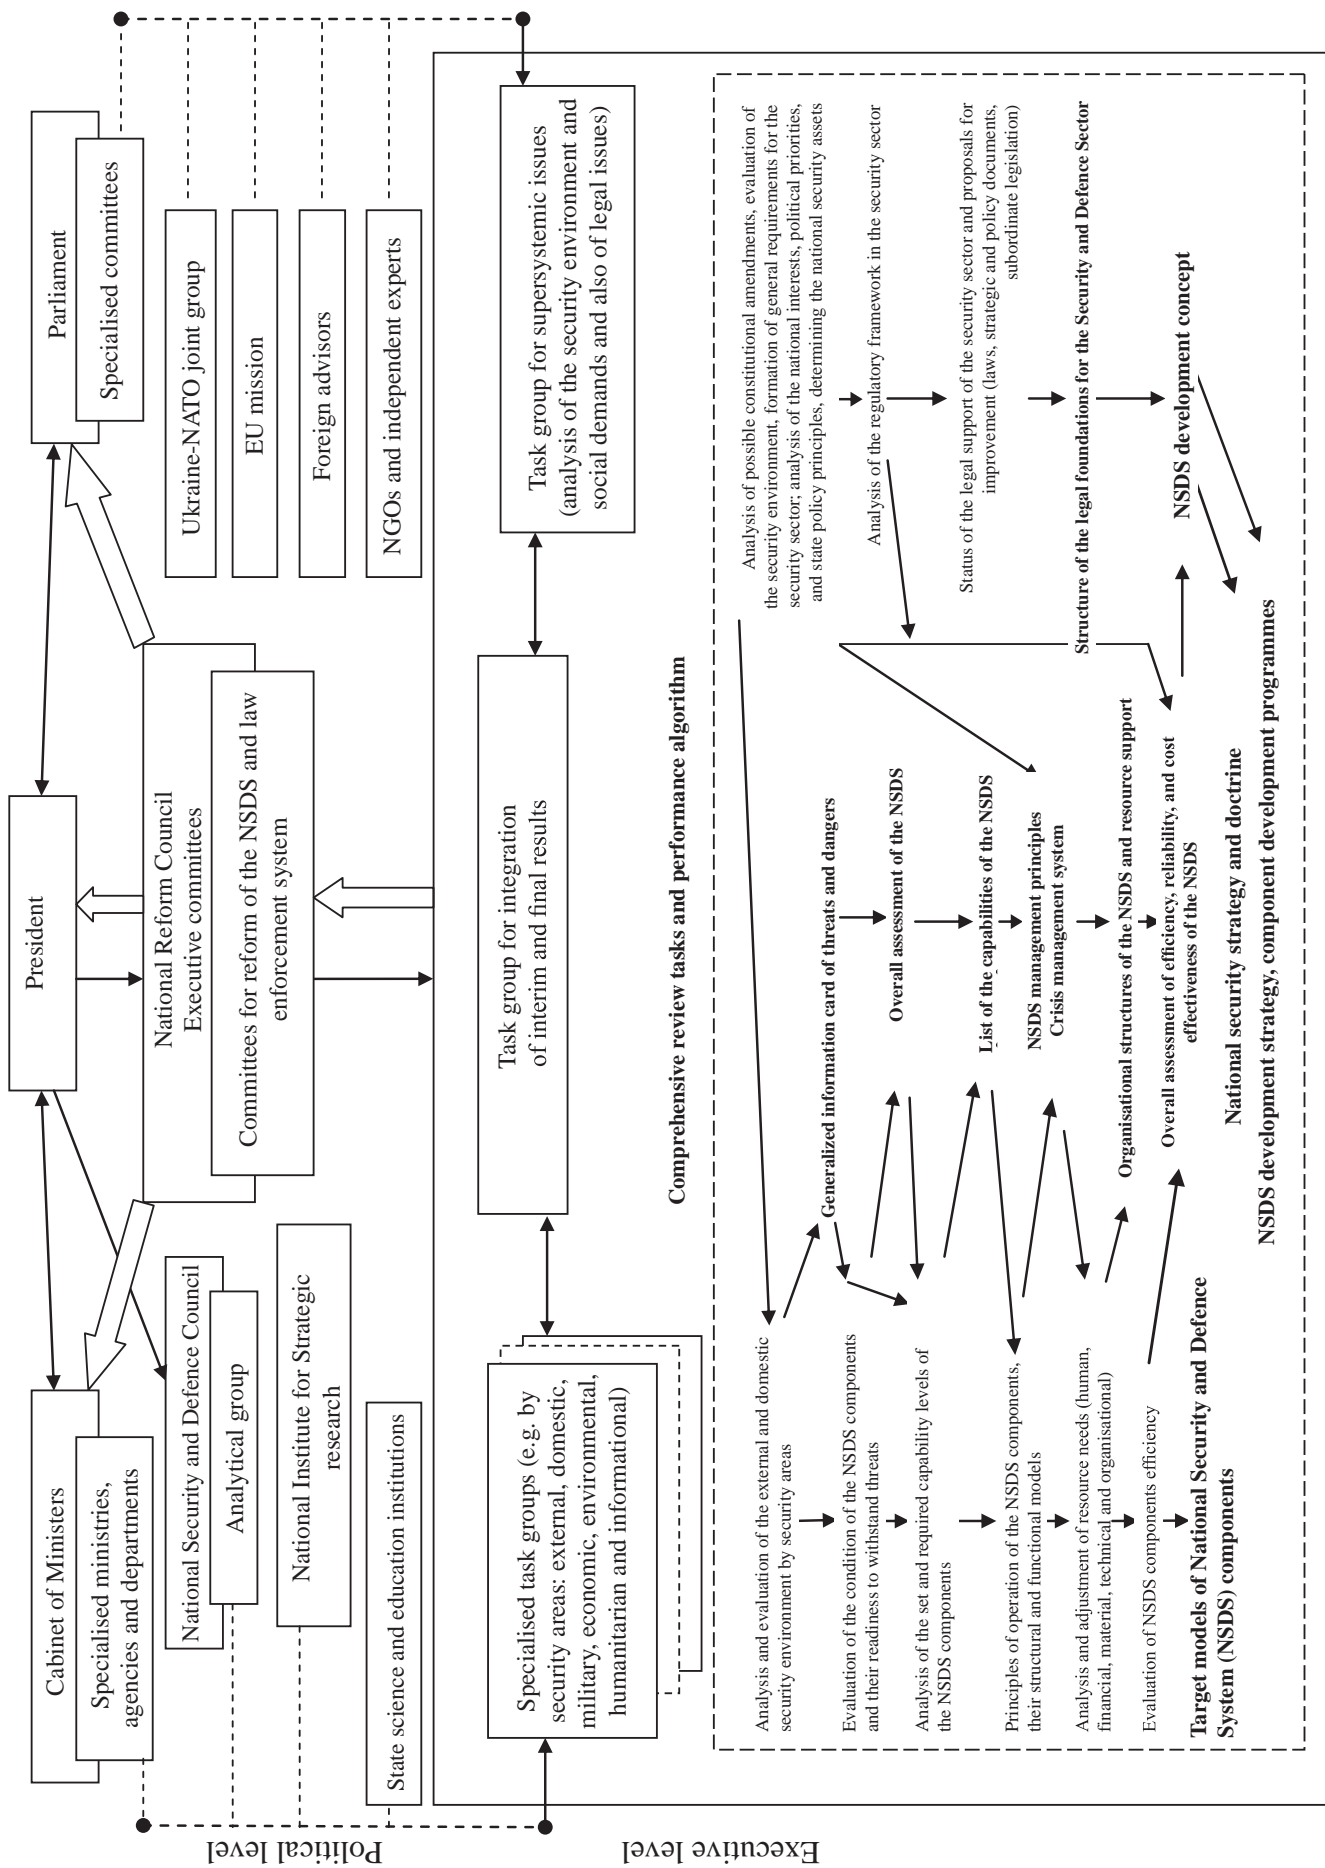 Political level
Executive level
President
Cabinet of Ministers
Specialised ministries,
agencies and departments
Parliament
Specialised committees
National Reform Council
Executive committees
Committees for reform of the NSDS and law
enforcement system
National Security and Defence Council
Analytical group
National Institute for Strategic
research
State science and education institutions
Ukraine-NATO joint group
EU mission
Foreign advisors
NGOs and independent experts
Specialised task groups (e.g. by
security areas: external, domestic,
military, economic, environmental,
humanitarian and informational)
Task group for integration
of interim and final results
Task group for supersystemic issues
(analysis of the security environment and
social demands and also of legal issues)
Comprehensive review tasks and performance algorithm
Analysis and evaluation of the external and domestic
security environment by security areas
Evaluation of the condition of the NSDS components
and their readiness to withstand threats
Analysis of the set and required capability levels of
the NSDS components
Principles of operation of the NSDS components,
their structural and functional models
Analysis and adjustment of resource needs (human,
financial, material, technical and organisational)
Evaluation of NSDS components efficiency
Target models of National Security and Defence
System (NSDS) components
Generalized information card of threats and dangers
Overall assessment of the NSDS
List of the capabilities of the NSDS
NSDS management principles
Crisis management system
Organisational structures of the NSDS and resource support
Overall assessment of efficiency, reliability, and cost
effectiveness of the NSDS
Analysis of possible constitutional amendments, evaluation of
the security environment, formation of general requirements for the
security sector; analysis of the national interests, political priorities,
and state policy principles, determining the national security assets
Analysis of the regulatory framework in the security sector
Status of the legal support of the security sector and proposals for
improvement (laws, strategic and policy documents,
subordinate legislation)
Structure of the legal foundations for the Security and Defence Sector
NSDS development concept
National security strategy and doctrine
NSDS development strategy, component development programmes